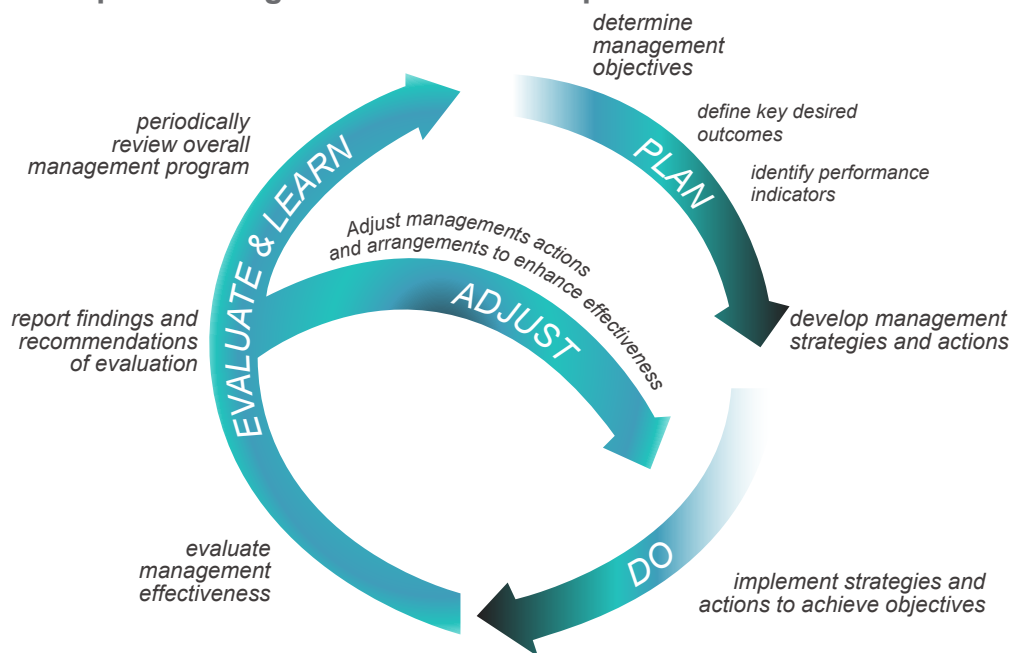 determine
management
objectives
define key desired
outcomes
PLAN
identify performance
indicators
develop management
strategies and actions
DO
implement strategies and
actions to achieve objectives
evaluate
management
effectiveness
report findings and
recommendations
of evaluation
EVALUATE & LEARN
periodically
review overall
management program
Adjust managements actions
and arrangements to enhance effectiveness
ADJUST